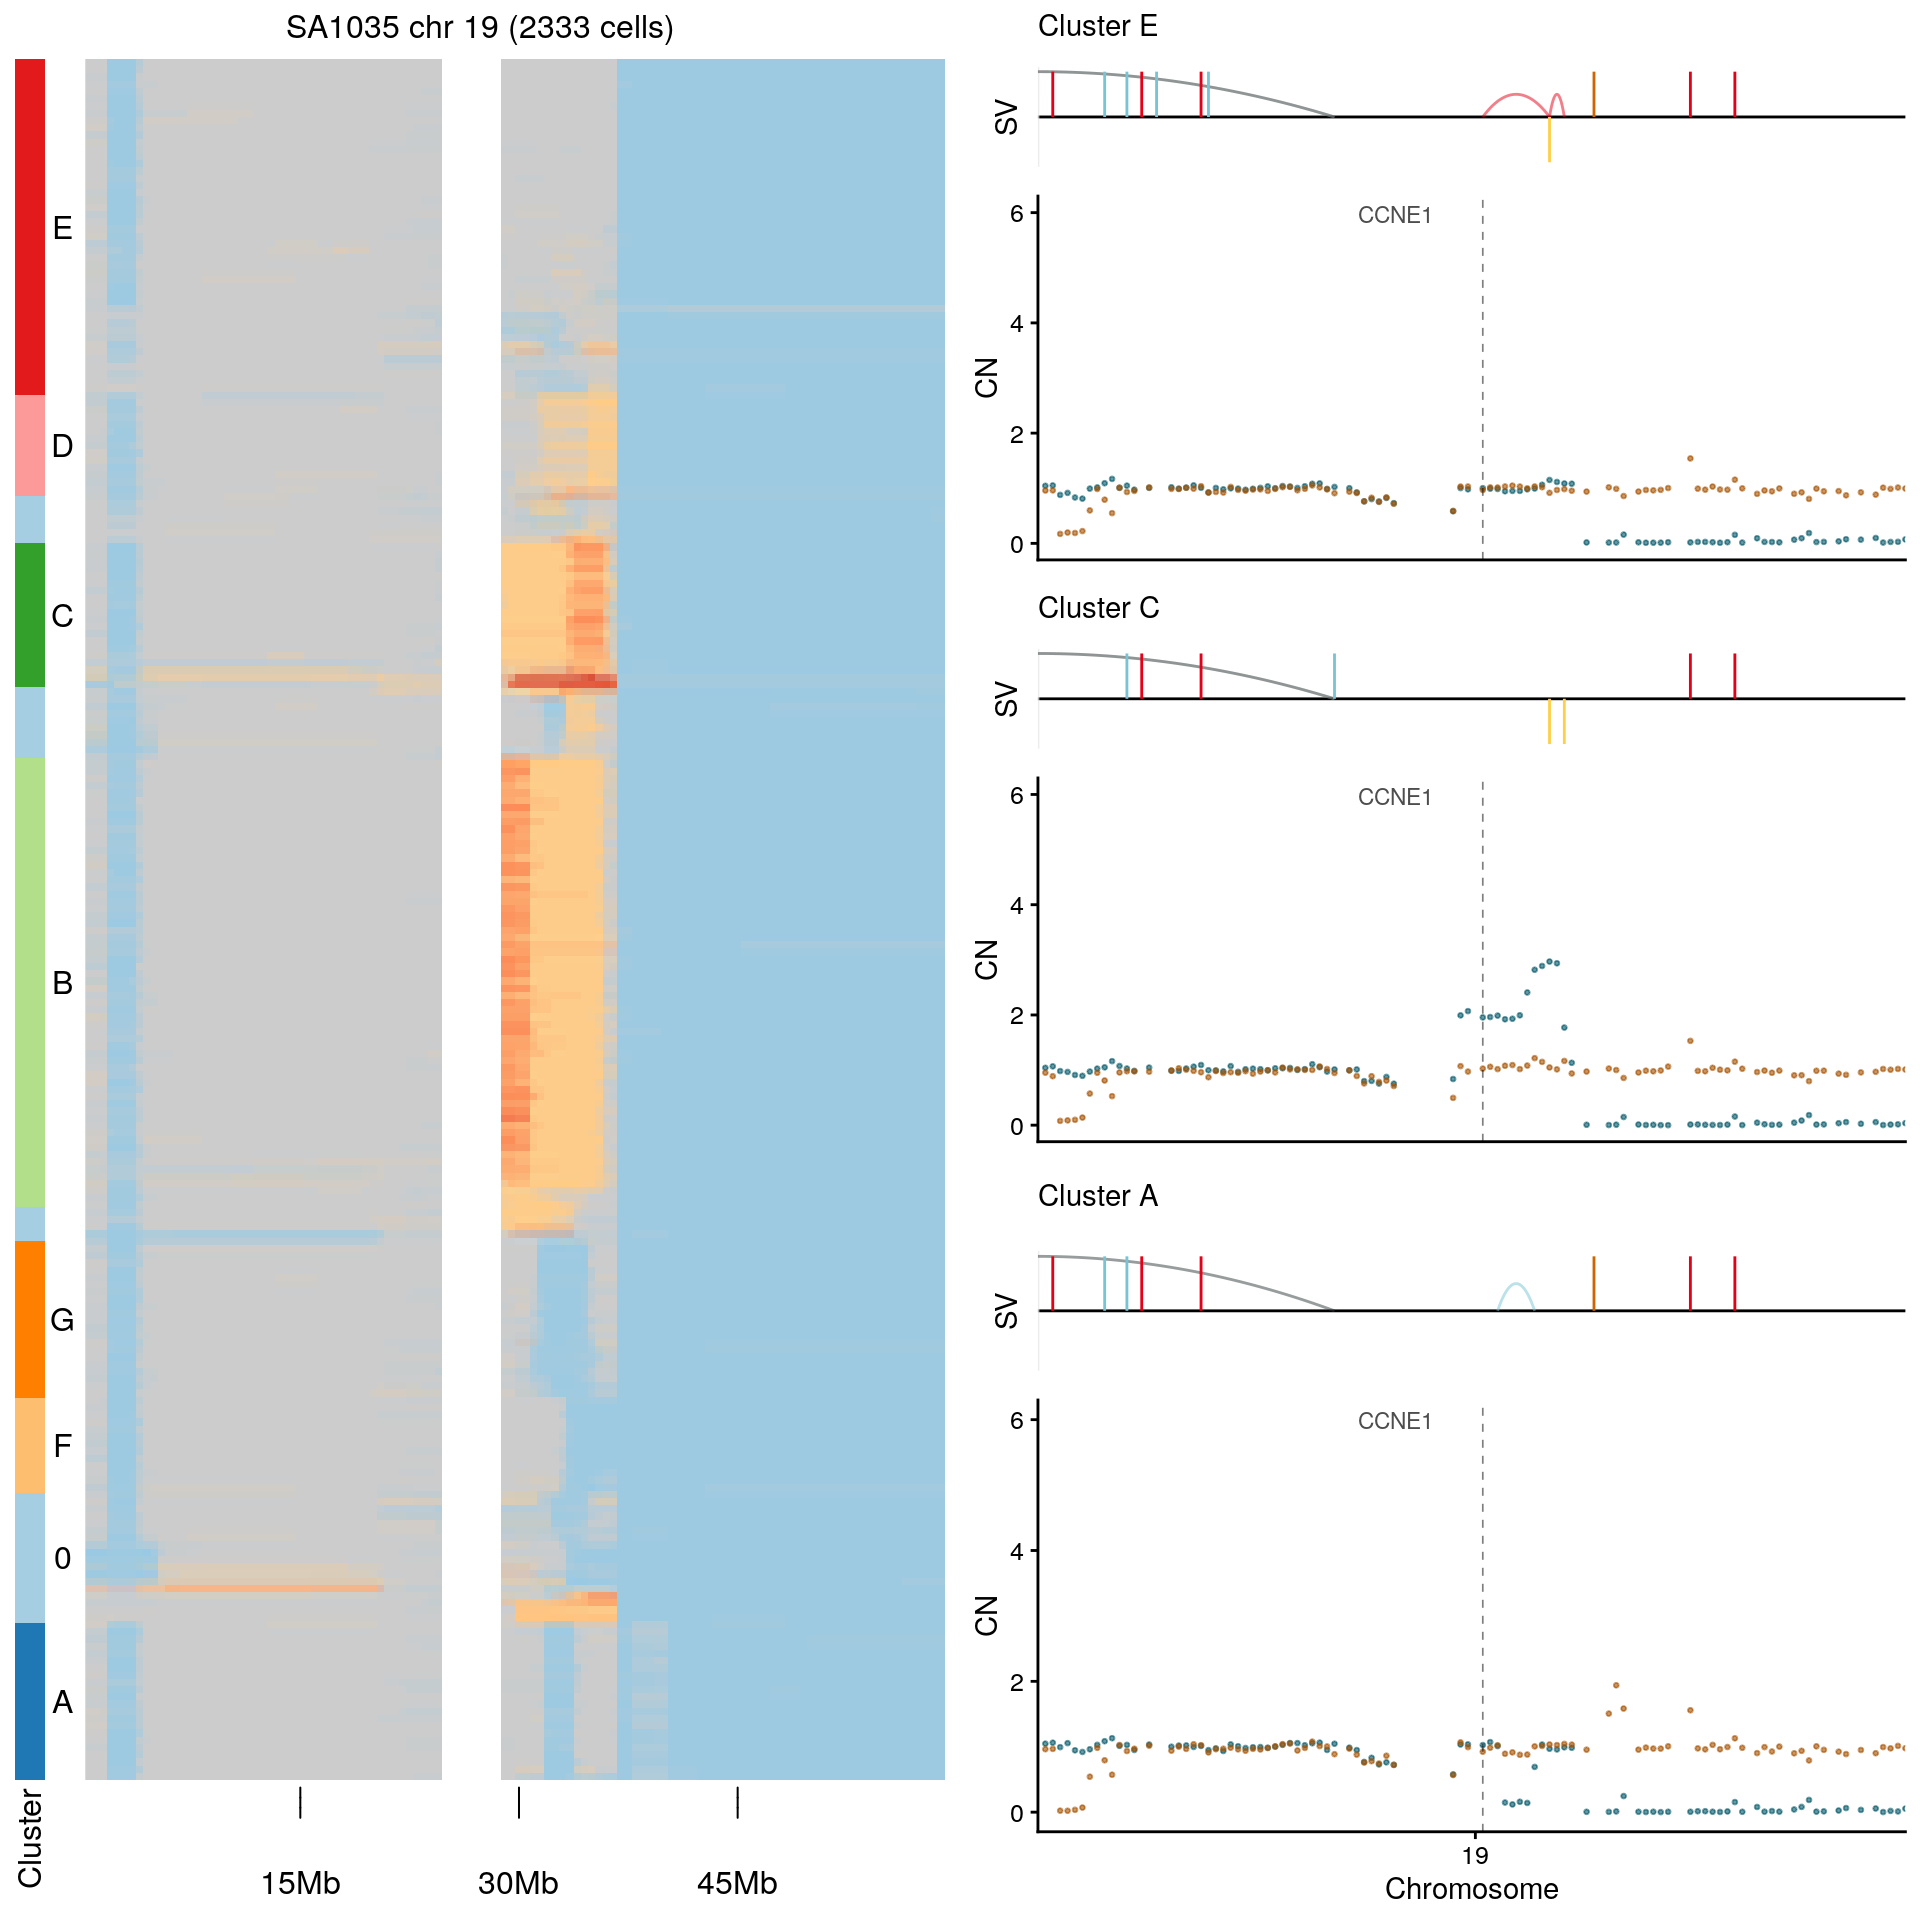 SA1035 chr 19 (2333 cells)
E
D
C
B
G
F
0
A
Cluster
15Mb
30Mb
45Mb
Cluster E
SV
CN
6
4
2
0
CCNE1
Cluster C
SV
CN
6
4
2
0
CCNE1
Cluster A
SV
CN
6
4
2
0
CCNE1
19
Chromosome